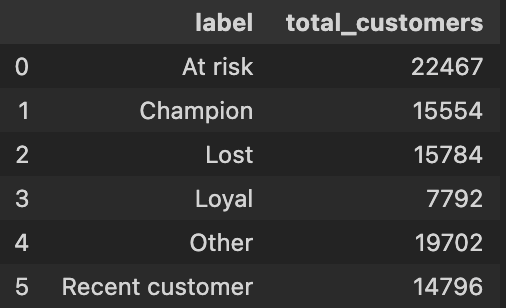 label total_customers
0 At risk 22467
1 Champion 15554
2 Lost 15784
3 Loyal 7792
4 Other 19702
5 Recent customer 14796